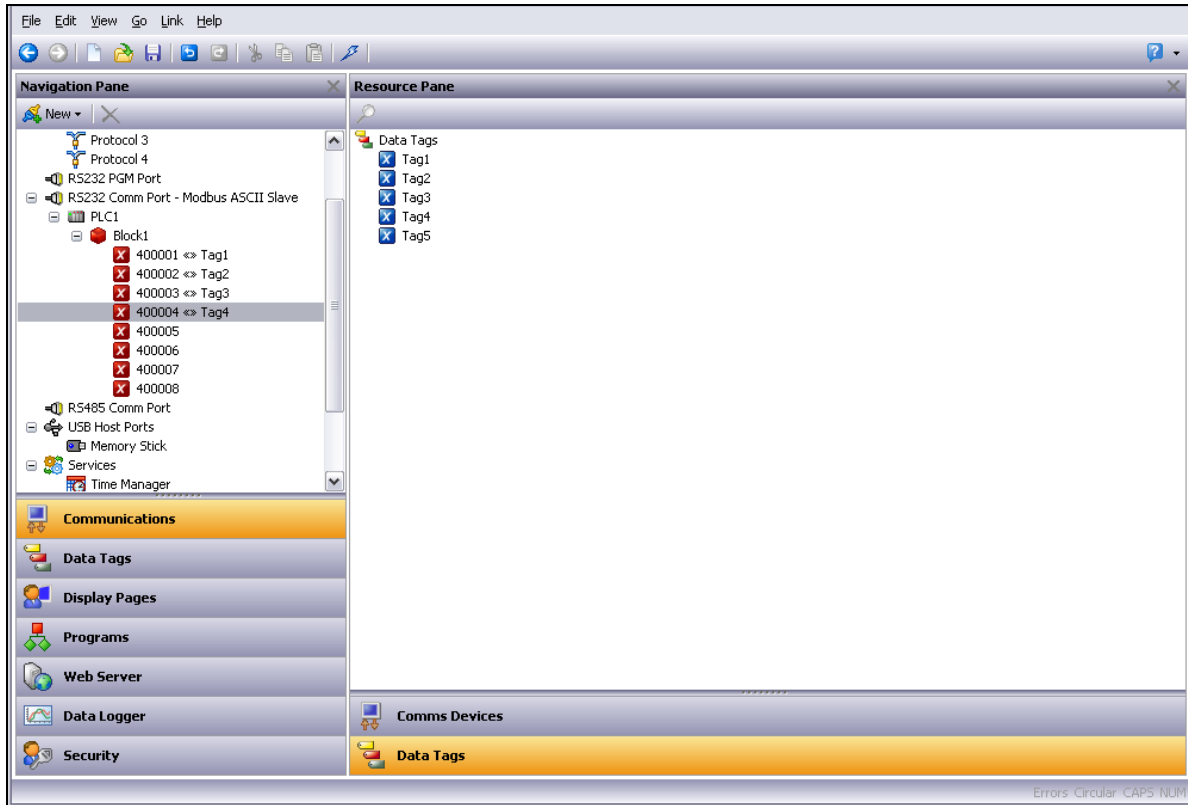 File Edit View Go Link Help
Navigation Pane
New
Protocol 3
Protocol 4
RS232 PGM Port
RS232 Comm Port - Modbus ASCII Slave
PLC1
Block1
400001 «» Tag1
400002 «» Tag2
400003 «» Tag3
400004 «» Tag4
400005
400006
400007
400008
RS485 Comm Port
USB Host Ports
Memory Stick
Services
Time Manager
Communications
Data Tags
Display Pages
Programs
Web Server
Data Logger
Security
Resource Pane
Data Tags
Tag1
Tag2
Tag3
Tag4
Tag5
Comms Devices
Data Tags
Errors Circular CAPS NUM